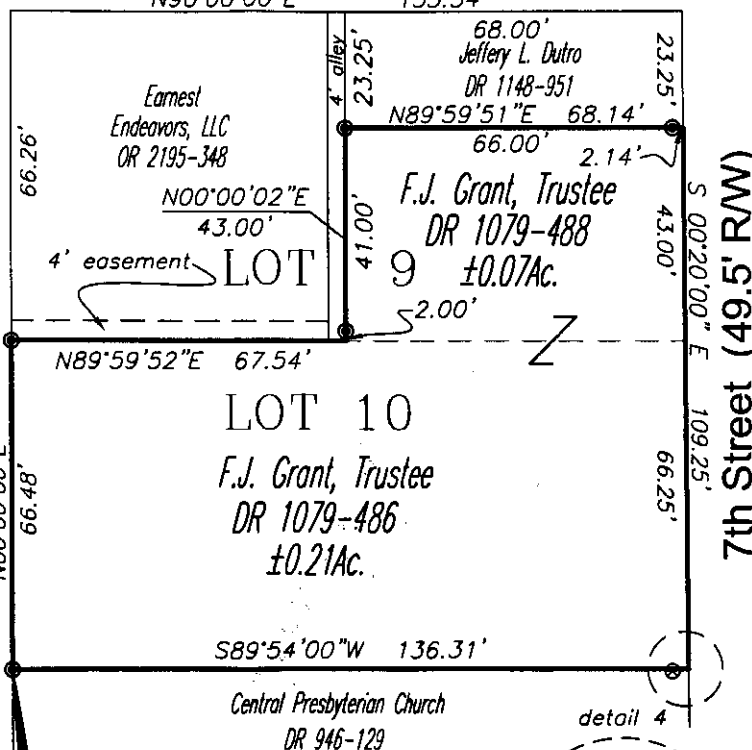 68.00'
Jeffery L. Dutro
DR 1148-951
23.25'
4' alley
23.25'
N89°59'51"E 68.14'
66.00'
2.14'
Earnest
Endeavors, LLC
OR 2195-348
66.26'
N00°00'02"E
43.00'
41.00'
F.J. Grant, Trustee
DR 1079-488
±0.07Ac.
43.00'
4' easement
LOT 9
2.00'
Z
N89°59'52"E 67.54'
S 00°20'00" E 109.25'
7th Street (49.5' R/W)
LOT 10
F.J. Grant, Trustee
DR 1079-486
±0.21Ac.
66.48'
66.25'
S89°54'00"W 136.31'
Central Presbyterian Church
DR 946-129
detail 4